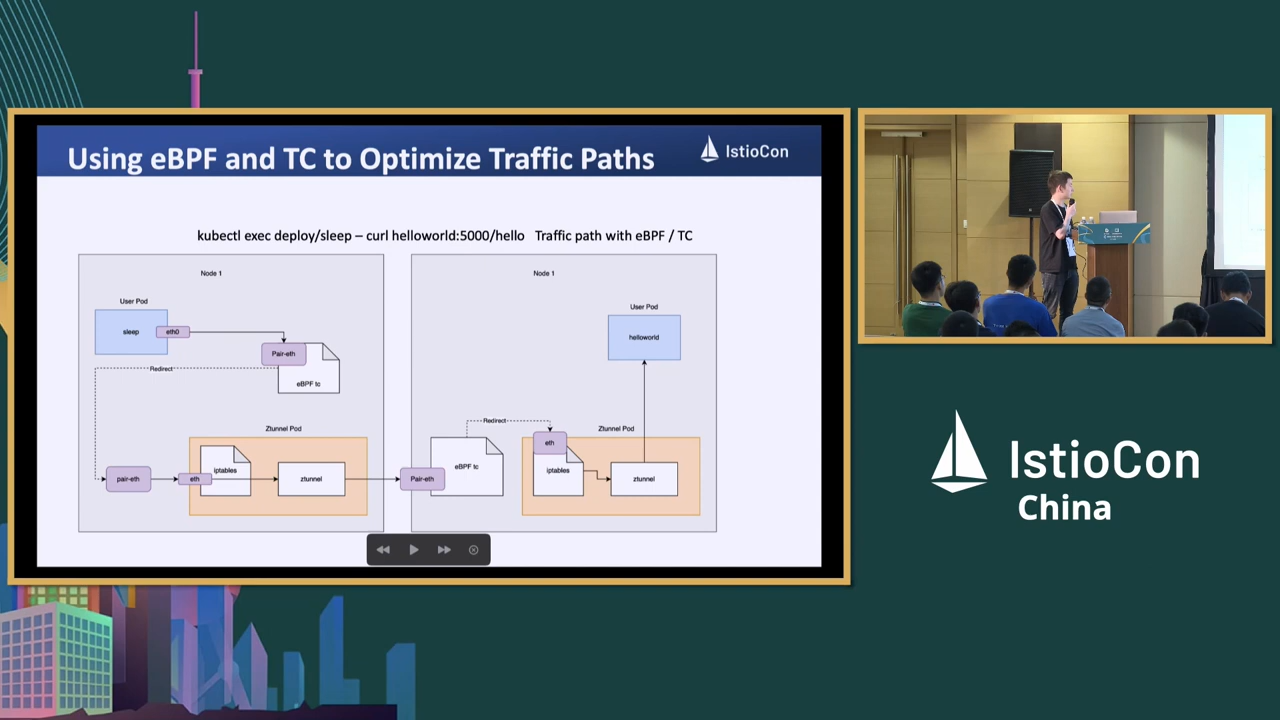 Using eBPF and TC to Optimize Traffic Paths
IstioCon
kubectl exec deploy/sleep – curl helloworld:5000/hello   Traffic path with eBPF / TC
Node 1
User Pod
sleep
eth0
Pair-eth
eBPF tc
Redirect
Ztunnel Pod
pair-eth
eth
iptables
ztunnel
Node 1
User Pod
helloworld
Redirect
Ztunnel Pod
Pair-eth
eBPF tc
eth
iptables
ztunnel
IstioCon
China